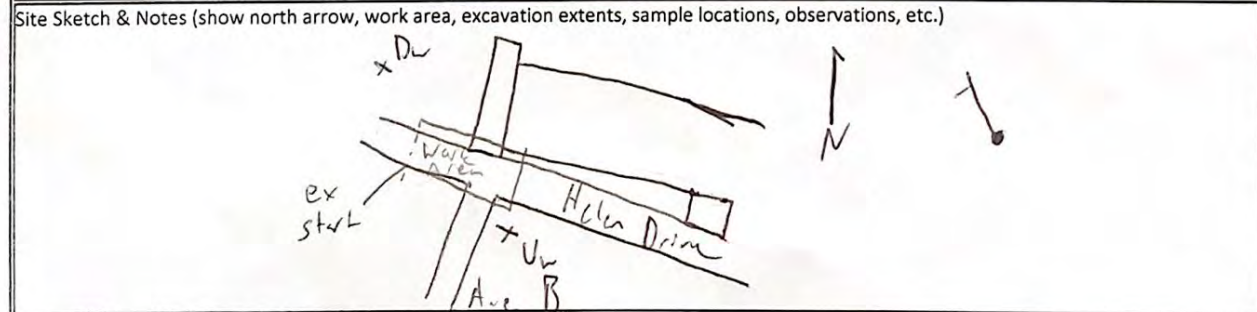 Site Sketch & Notes (show north arrow, work area, excavation extents, sample locations, observations, etc.)
x Dw
N
Work
Area
ex
start
Helen Drive
x Uw
Ave B